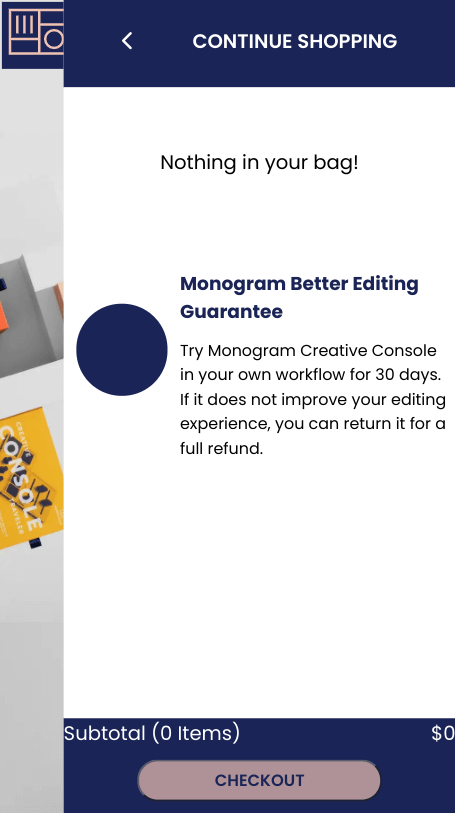 CONTINUE SHOPPING
Nothing in your bag!
Monogram Better Editing
Guarantee
Try Monogram Creative Console
in your own workflow for 30 days.
If it does not improve your editing
experience, you can return it for a
full refund.
CONSOLE
TRAVELER
Subtotal (0 Items)
$0
CHECKOUT